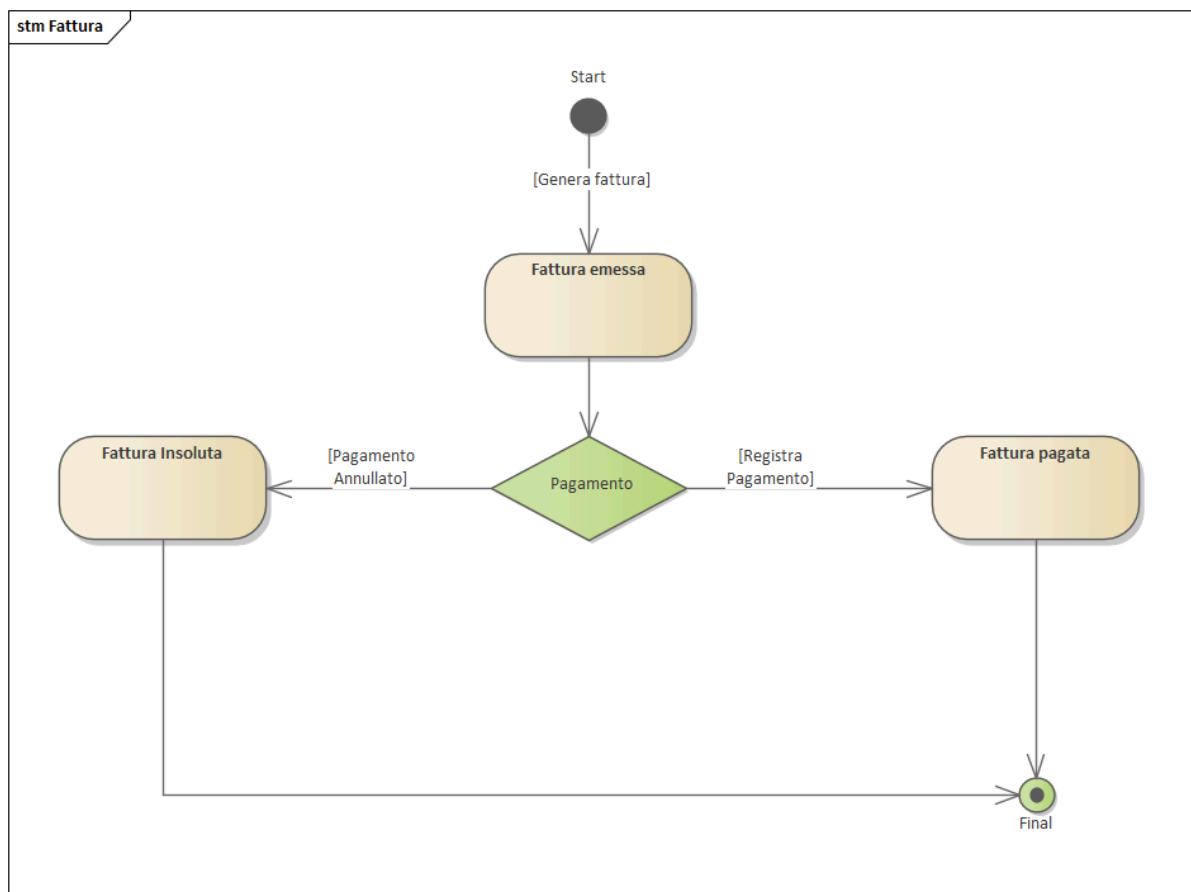 stm Fattura
Start
[Genera fattura]
Fattura emessa
Fattura Insoluta
[Pagamento
Annullato]
Pagamento
[Registra
Pagamento]
Fattura pagata
Final